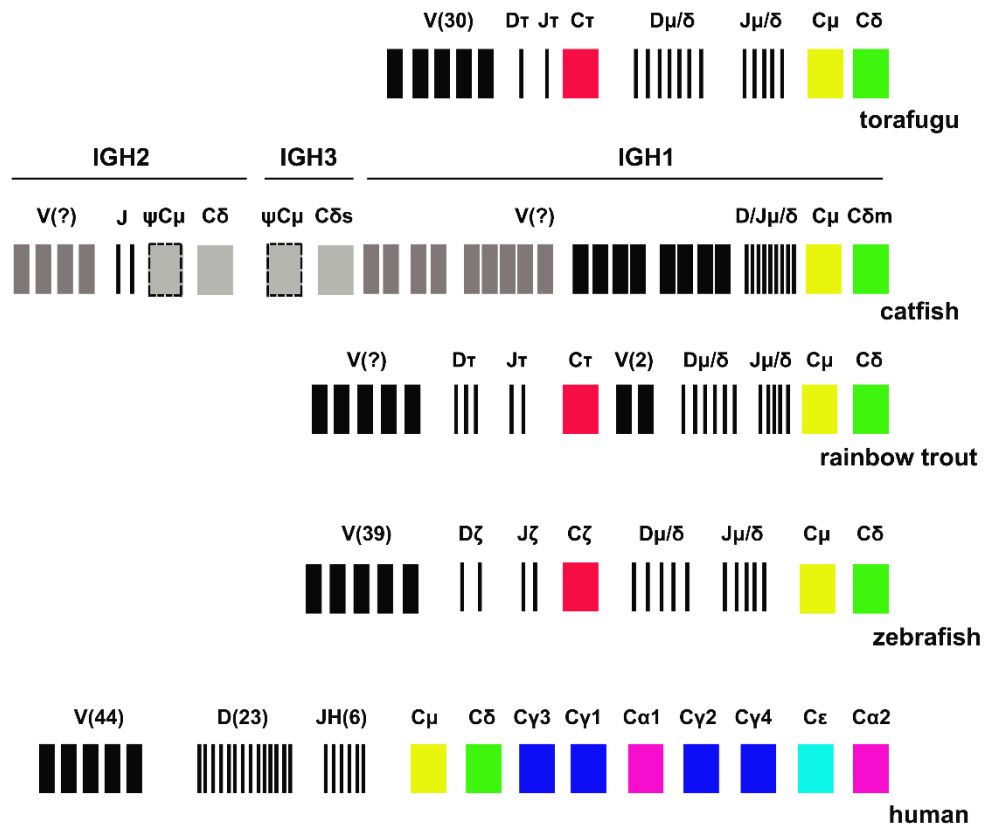 V(30) Dτ Jτ Cτ Dμ/δ Jμ/δ Cμ Cδ
torafugu
IGH2 IGH3 IGH1
V(?) J ψCμ Cδ ψCμ Cδs V(?) D/Jμ/δ Cμ Cδm
catfish
V(?) Dτ Jτ Cτ V(2) Dμ/δ Jμ/δ Cμ Cδ
rainbow trout
V(39) Dζ Jζ Cζ Dμ/δ Jμ/δ Cμ Cδ
zebrafish
V(44) D(23) JH(6) Cμ Cδ Cγ3 Cγ1 Cα1 Cγ2 Cγ4 Cε Cα2
human